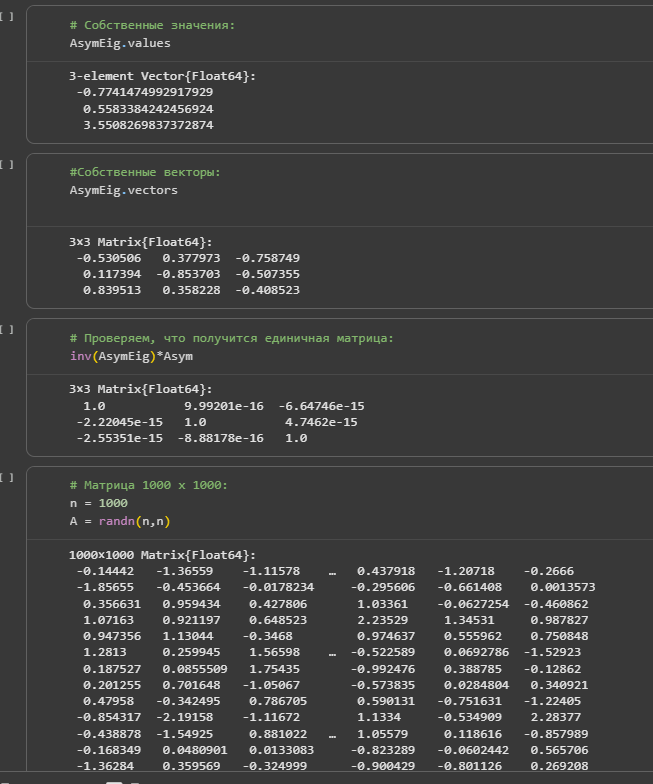 [ ]
# Собственные значения:
AsymEig.values
3-element Vector{Float64}:
-0.7741474992917929
0.5583384242456924
3.5508269837372874
[ ]
#Собственные векторы:
AsymEig.vectors
3×3 Matrix{Float64}:
-0.530506 0.377973 -0.758749
0.117394 -0.853703 -0.507355
0.839513 0.358228 -0.408523
[ ]
# Проверяем, что получится единичная матрица:
inv(AsymEig)*Asym
3×3 Matrix{Float64}:
1.0 9.99201e-16 -6.64746e-15
-2.22045e-15 1.0 4.7462e-15
-2.55351e-15 -8.88178e-16 1.0
[ ]
# Матрица 1000 х 1000:
n = 1000
A = randn(n,n)
1000×1000 Matrix{Float64}:
-0.14442 -1.36559 -1.11578 … 0.437918 -1.20718 -0.2666
-1.85655 -0.453664 -0.0178234 -0.295606 -0.661408 0.0013573
0.356631 0.959434 0.427806 1.03361 -0.0627254 -0.460862
1.07163 0.921197 0.648523 2.23529 1.34531 0.987827
0.947356 1.13044 -0.3468 0.974637 0.555962 0.750848
1.2813 0.259945 1.56598 … -0.522589 0.0692786 -1.52923
0.187527 0.0855509 1.75435 -0.992476 0.388785 -0.12862
0.201255 0.701648 -1.05067 -0.573835 0.0284804 0.340921
0.47958 -0.342495 0.786705 0.590131 -0.751631 -1.22405
-0.854317 -2.19158 -1.11672 1.1334 -0.534909 2.28377
-0.438878 -1.54925 0.881022 … 1.05579 0.118616 -0.857989
-0.168349 0.0480901 0.0133083 -0.823289 -0.0602442 0.565706
-1.36284 0.359569 -0.324999 -0.900429 -0.801126 0.269208